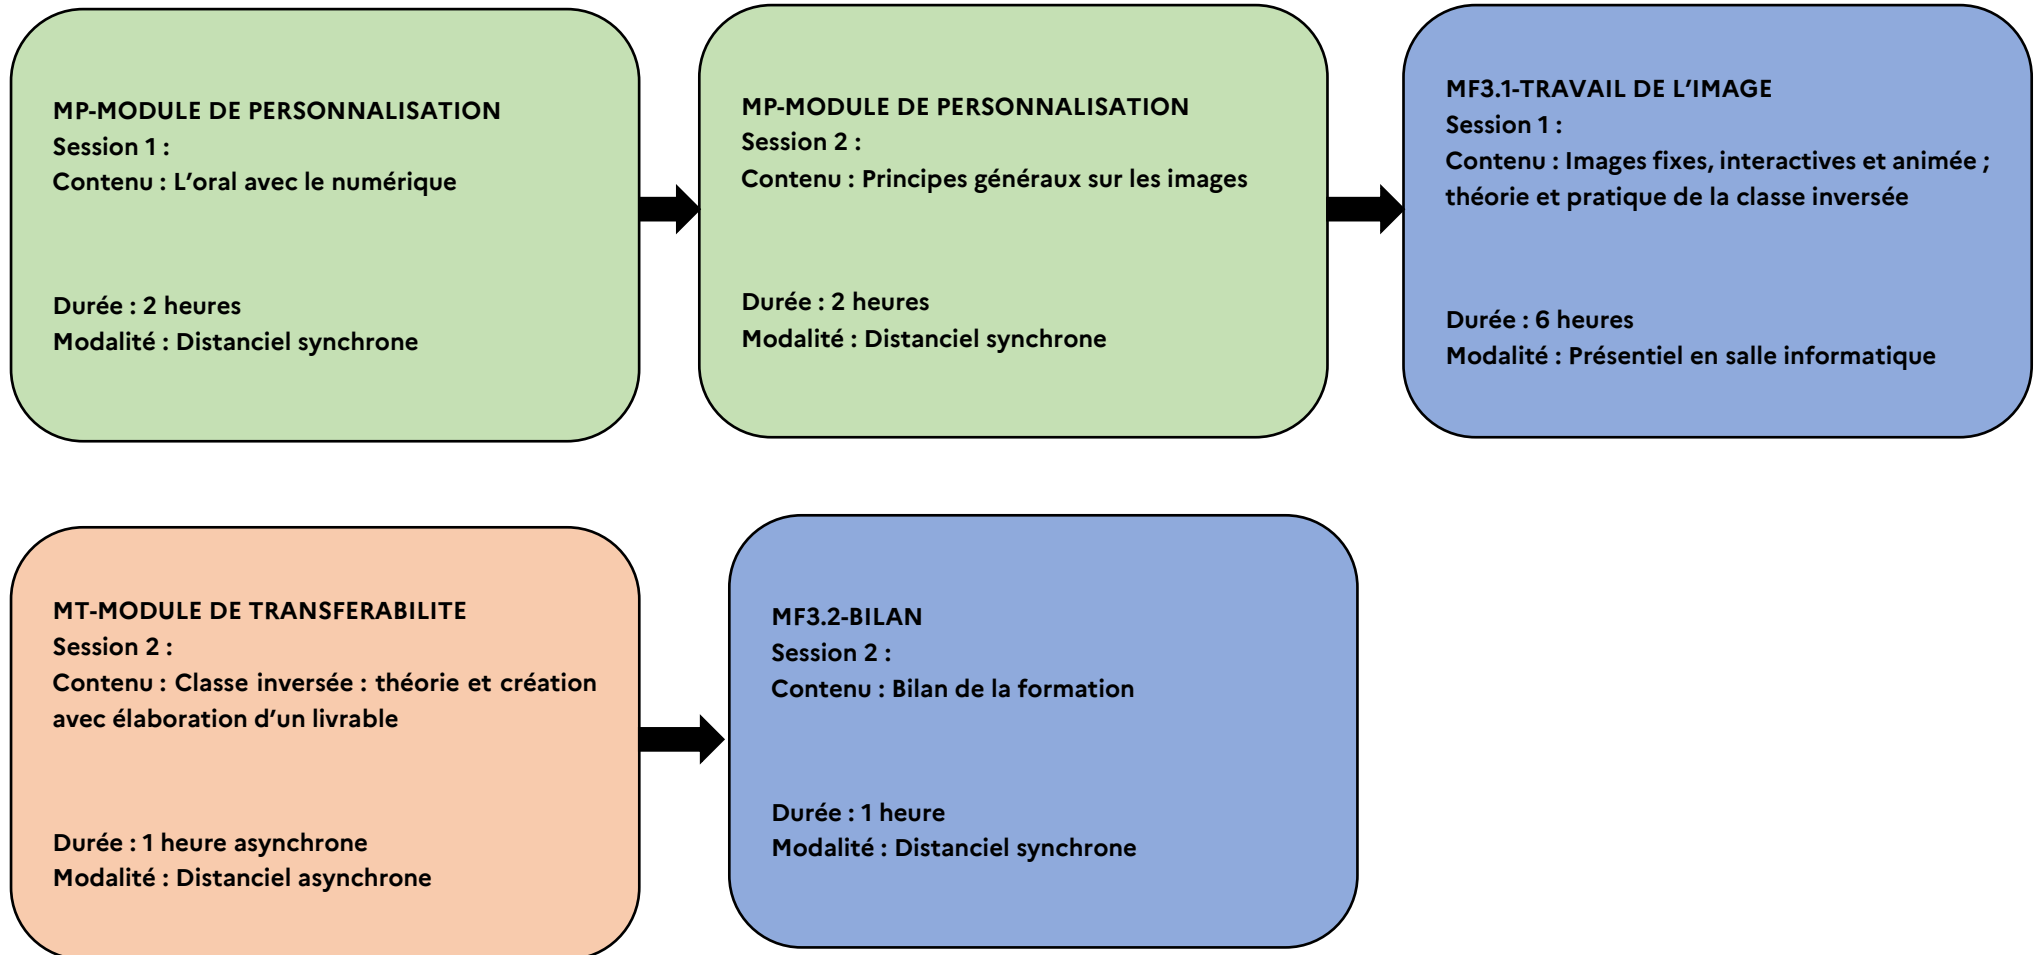 MP-MODULE DE PERSONNALISATION
Session 1 :
Contenu : L’oral avec le numérique
Durée : 2 heures
Modalité : Distanciel synchrone
MP-MODULE DE PERSONNALISATION
Session 2 :
Contenu : Principes généraux sur les images
Durée : 2 heures
Modalité : Distanciel synchrone
MF3.1-TRAVAIL DE L’IMAGE
Session 1 :
Contenu : Images fixes, interactives et animée ;
théorie et pratique de la classe inversée
Durée : 6 heures
Modalité : Présentiel en salle informatique
MT-MODULE DE TRANSFERABILITE
Session 2 :
Contenu : Classe inversée : théorie et création
avec élaboration d’un livrable
Durée : 1 heure asynchrone
Modalité : Distanciel asynchrone
MF3.2-BILAN
Session 2 :
Contenu : Bilan de la formation
Durée : 1 heure
Modalité : Distanciel synchrone